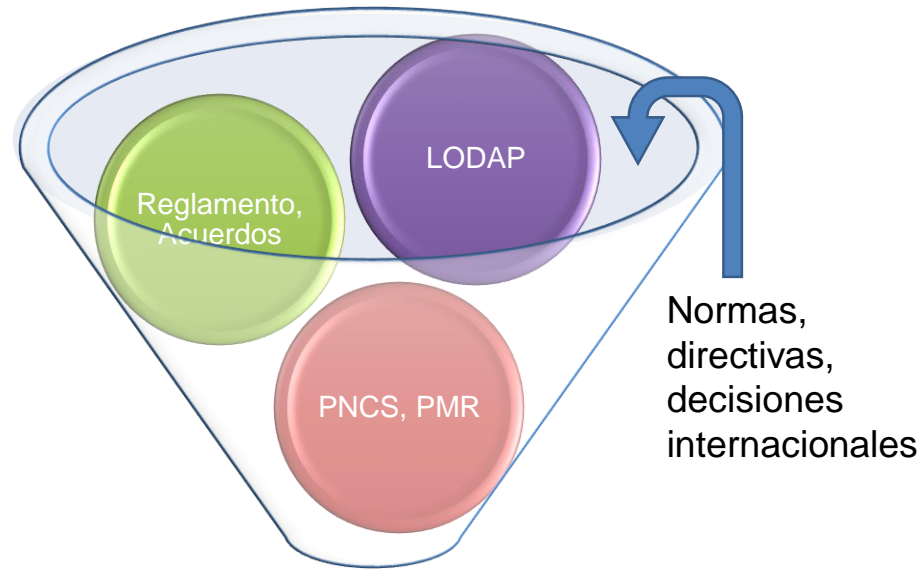 LODAP
Reglamento,
Acuerdos
PNCS, PMR
Normas,
directivas,
decisiones
internacionales